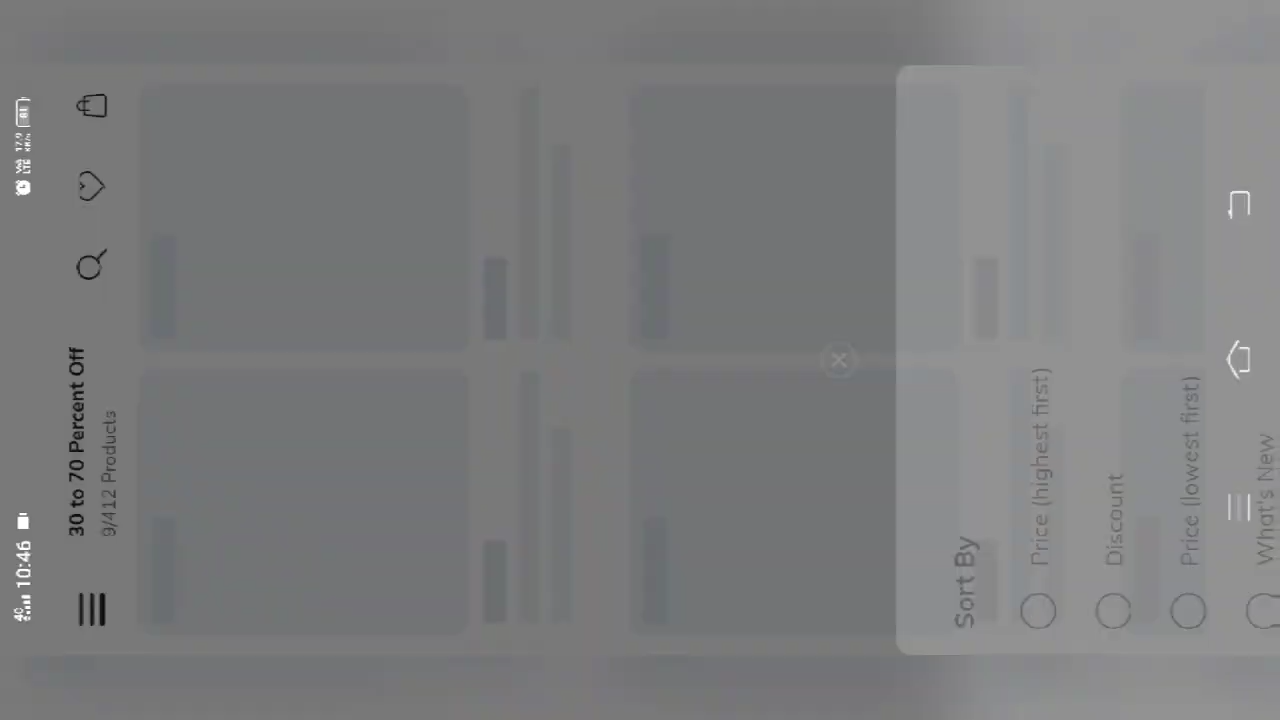 4G 10:46
30 to 70 Percent Off
9/412 Products
Sort By
Price (highest first)
Discount
Price (lowest first)
What's New